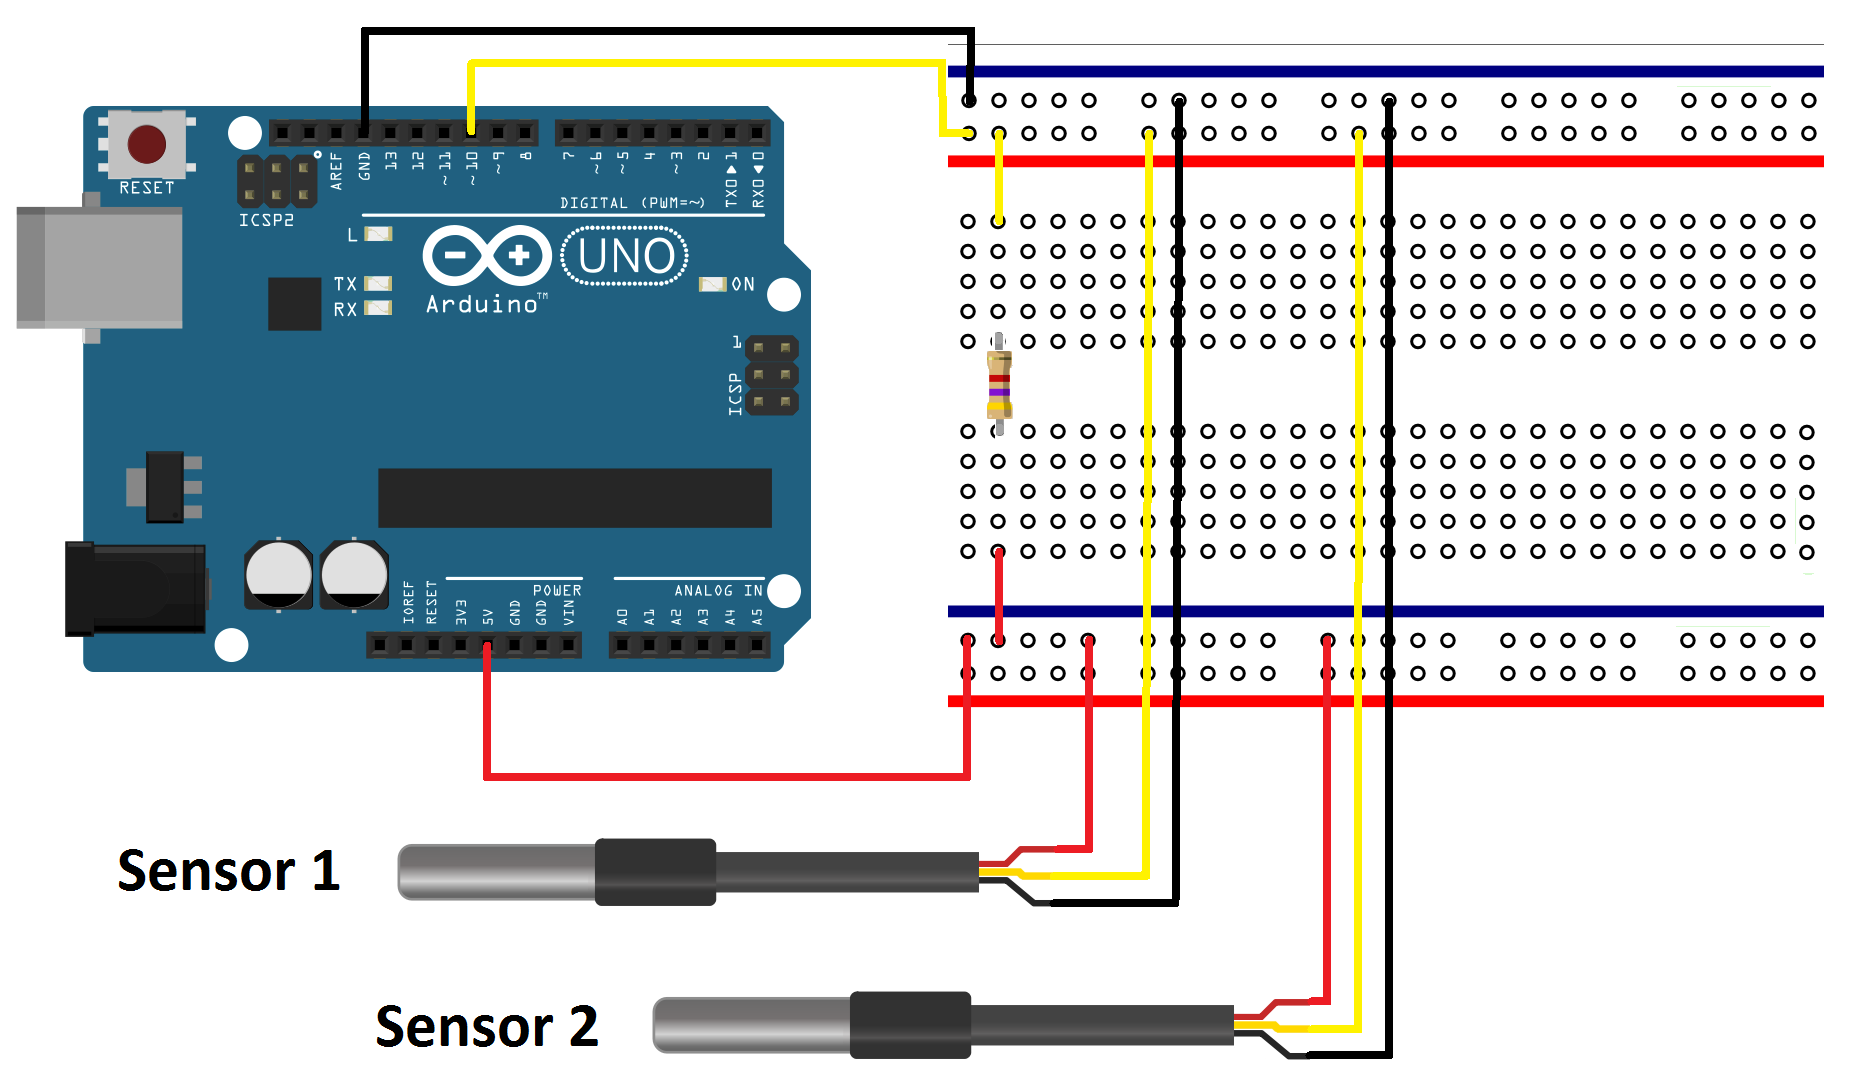 RESET
ICSP2
AREF
GND
13
12
~11
~10
~9
8
7
~6
~5
4
~3
2
TX0▶1
RX0◀0
DIGITAL (PWM=~)
L
TX
RX
UNO
Arduino™
ON
1
ICSP
IOREF
RESET
3V3
5V
GND
GND
VIN
POWER
ANALOG IN
A0
A1
A2
A3
A4
A5
Sensor 1
Sensor 2